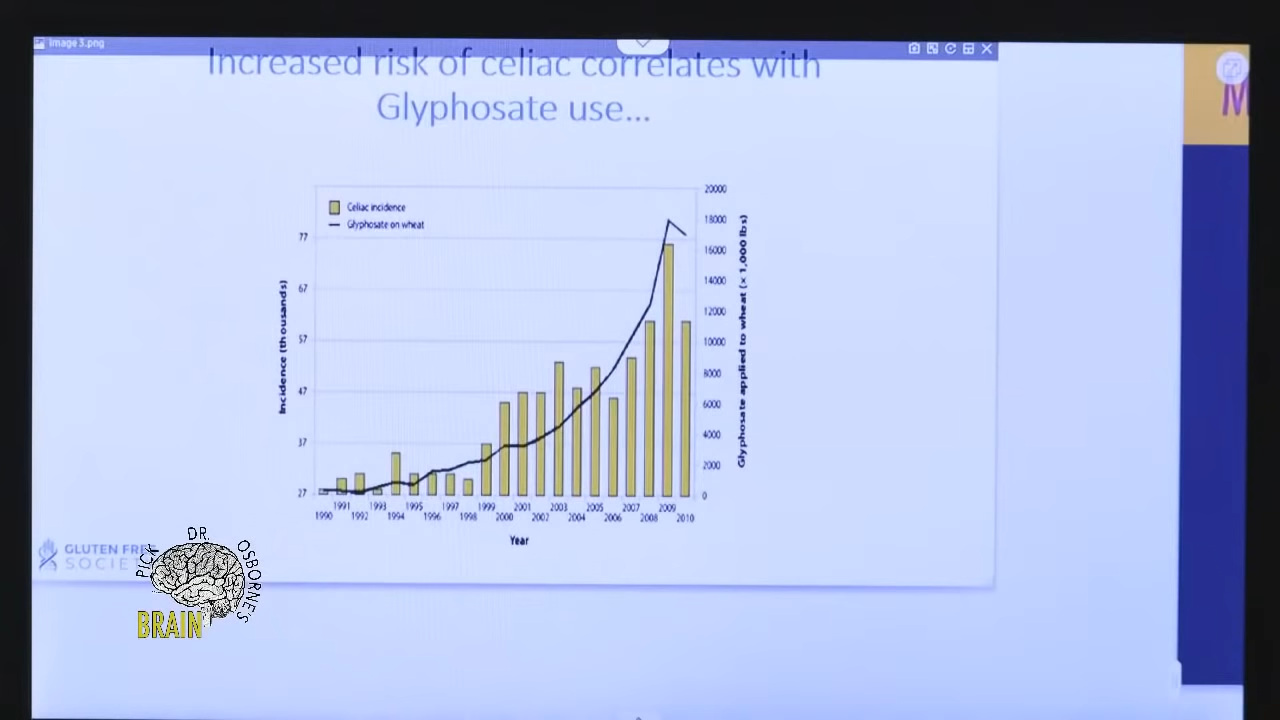 Image 3.png
Increased risk of celiac correlates with
Glyphosate use...
Celiac incidence
Glyphosate on wheat
Incidence (thousands)
77
67
57
47
37
27
20000
18000
16000
14000
12000
10000
8000
6000
4000
2000
0
Glyphosate applied to wheat (x 1,000 lbs)
1991 1993 1995 1997 1999 2001 2003 2005 2007 2009
1990 1992 1994 1996 1998 2000 2002 2004 2006 2008 2010
Year
GLUTEN FREE
SOCIET
PICK DR. OSBORNE'S
BRAIN
M